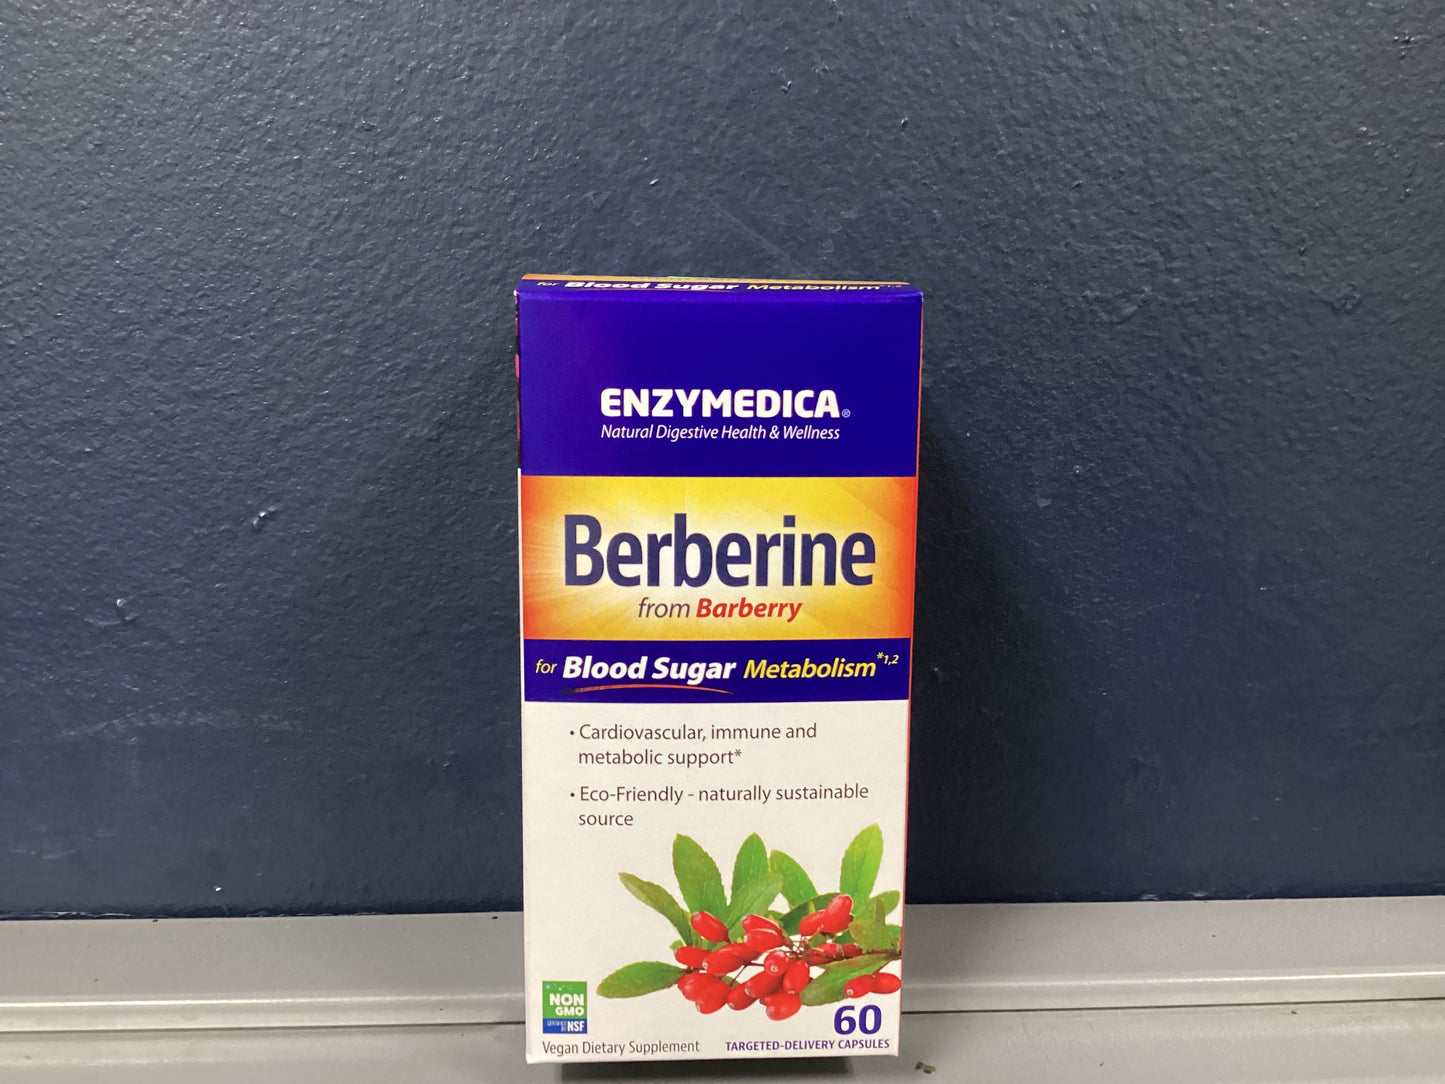 for Blood Sugar Metabolism
ENZYMEDICA®
Natural Digestive Health & Wellness
Berberine
from Barberry
for Blood Sugar Metabolism*1,2
• Cardiovascular, immune and
metabolic support*
• Eco-Friendly - naturally sustainable
source
NON
GMO
CERTIFIED
BY NSF
60
Vegan Dietary Supplement
TARGETED-DELIVERY CAPSULES